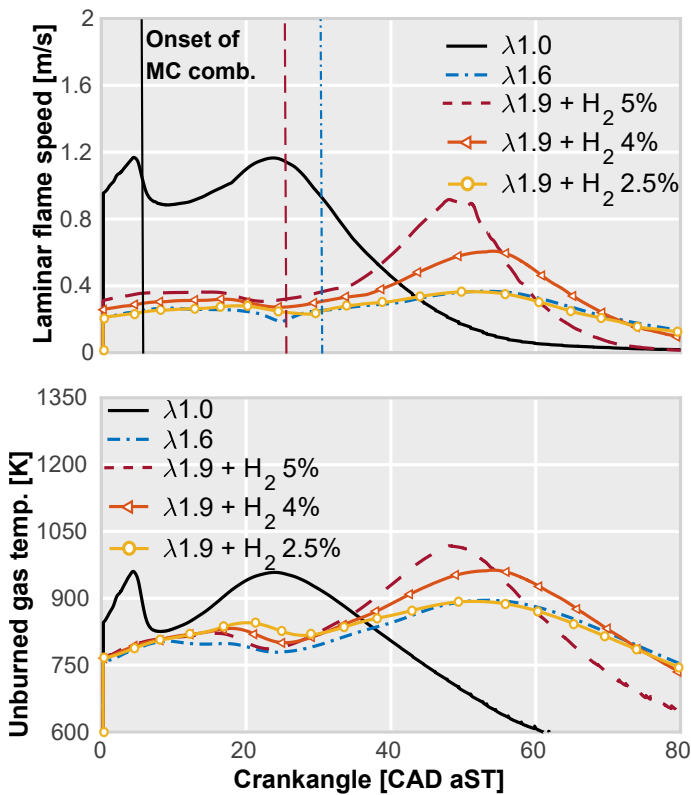 2
Onset of
MC comb.
λ1.0
λ1.6
λ1.9 + H2 5%
λ1.9 + H2 4%
λ1.9 + H2 2.5%
1.6
1.2
0.8
0.4
0
Laminar flame speed [m/s]
1350
1200
1050
900
750
600
Unburned gas temp. [K]
λ1.0
λ1.6
λ1.9 + H2 5%
λ1.9 + H2 4%
λ1.9 + H2 2.5%
0 20 40 60 80
Crankangle [CAD aST]